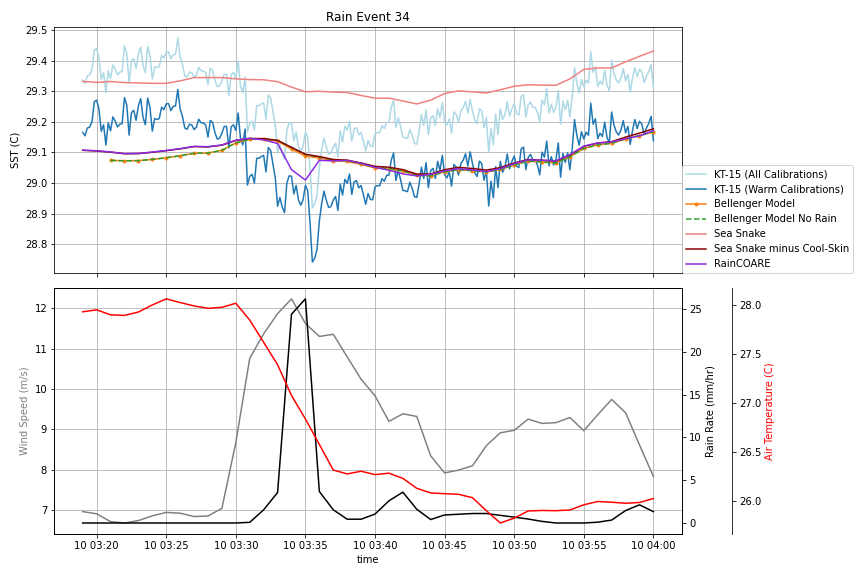 Rain Event 34
SST (C)
29.5
29.4
29.3
29.2
29.1
29.0
28.9
28.8
KT-15 (All Calibrations)
KT-15 (Warm Calibrations)
Bellenger Model
Bellenger Model No Rain
Sea Snake
Sea Snake minus Cool-Skin
RainCOARE
Wind Speed (m/s)
12
11
10
9
8
7
25
20
15
10
5
0
Rain Rate (mm/hr)
28.0
27.5
27.0
26.5
26.0
Air Temperature (C)
10 03:20 10 03:25 10 03:30 10 03:35 10 03:40 10 03:45 10 03:50 10 03:55 10 04:00
time